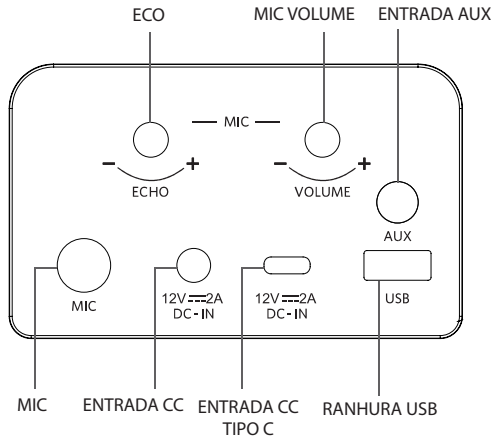 ECO
MIC VOLUME
ENTRADA AUX
MIC
− +
ECHO
− +
VOLUME
AUX
MIC
12V⎓2A
DC-IN
12V⎓2A
DC-IN
USB
MIC
ENTRADA CC
ENTRADA CC
TIPO C
RANHURA USB